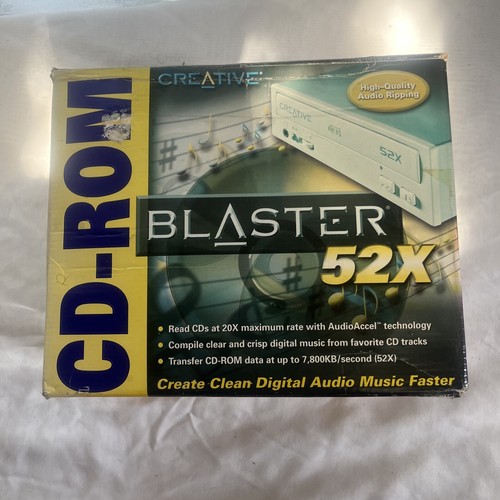 CD-ROM
CREATIVE
High-Quality
Audio Ripping
CREATIVE
52X
BLASTER
52X
Read CDs at 20X maximum rate with AudioAccel™ technology
Compile clear and crisp digital music from favorite CD tracks
Transfer CD-ROM data at up to 7,800KB/second (52X)
Create Clean Digital Audio Music Faster